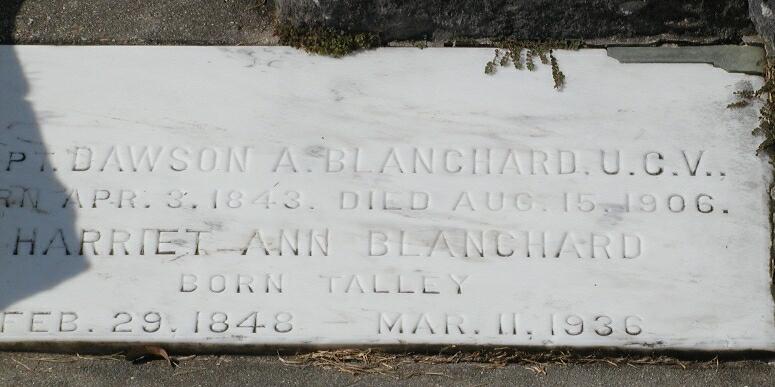 PT. DAWSON A. BLANCHARD. U.C.V.,
RN APR. 3. 1843. DIED AUG. 15. 1906.
HARRIET ANN BLANCHARD
BORN TALLEY
FEB. 29. 1848 — MAR. 11. 1936